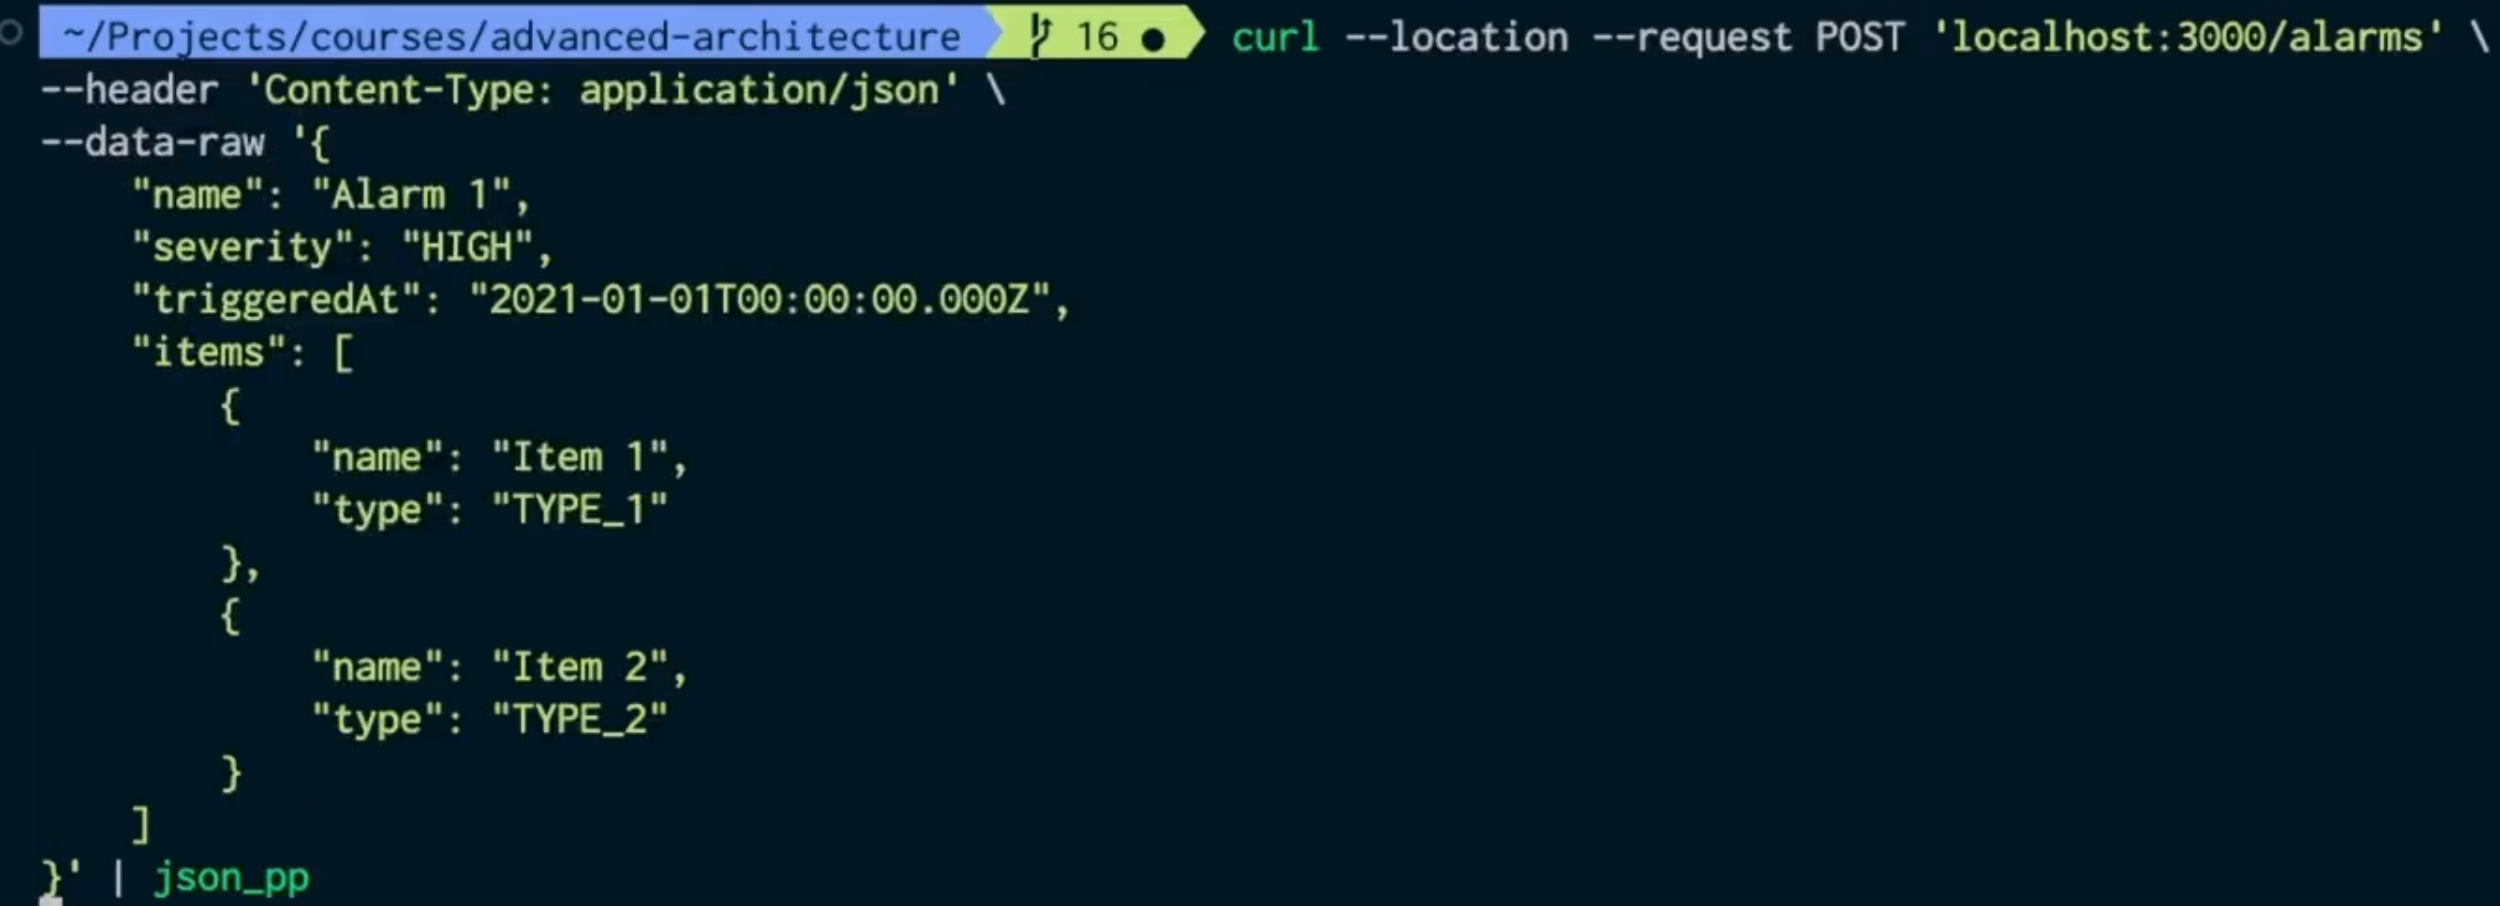 ~/Projects/courses/advanced-architecture 16 ● curl --location --request POST 'localhost:3000/alarms' \
--header 'Content-Type: application/json' \
--data-raw '{
    "name": "Alarm 1",
    "severity": "HIGH",
    "triggeredAt": "2021-01-01T00:00:00.000Z",
    "items": [
        {
            "name": "Item 1",
            "type": "TYPE_1"
        },
        {
            "name": "Item 2",
            "type": "TYPE_2"
        }
    ]
}' | json_pp